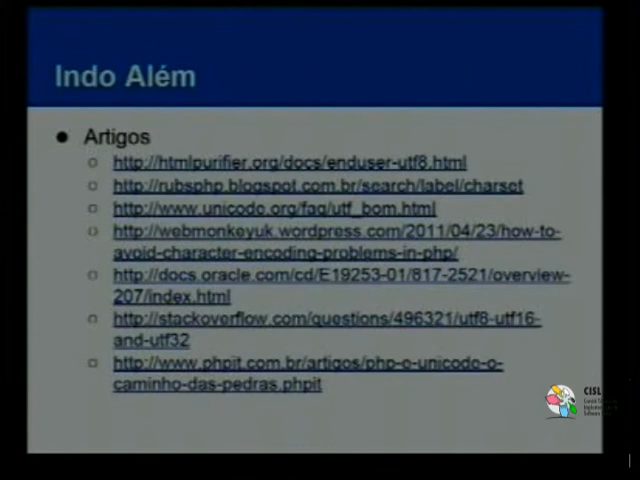 Indo Além
Artigos
http://htmlpurifier.org/docs/enduser-utf8.html
http://rubsphp.blogspot.com.br/search/label/charset
http://www.unicode.org/faq/utf_bom.html
http://webmonkeyuk.wordpress.com/2011/04/23/how-to-
avoid-character-encoding-problems-in-php/
http://docs.oracle.com/cd/E19253-01/817-2521/overview-
207/index.html
http://stackoverflow.com/questions/496321/utf8-utf16-
and-utf32
http://www.phpit.com.br/artigos/php-e-unicode-o-
caminho-das-pedras.phpit
CISL